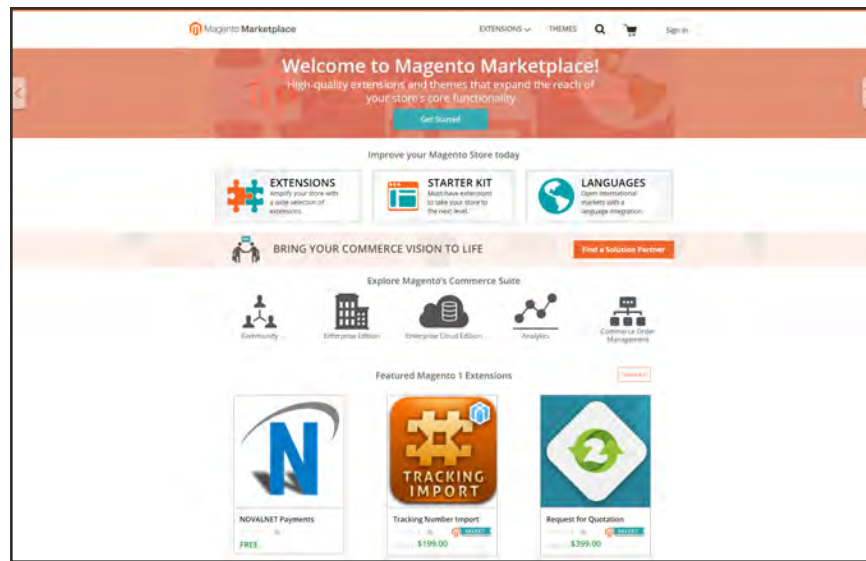 Magento Marketplace
EXTENSIONS
THEMES
Sign In
Welcome to Magento Marketplace!
High-quality extensions and themes that expand the reach of
your store's core functionality
Get Started
Improve your Magento Store today
EXTENSIONS
Amplify your store with
a wide selection of
extensions.
STARTER KIT
Must-have extensions
to take your store to
the next level.
LANGUAGES
Open international
markets with a
language integration.
BRING YOUR COMMERCE VISION TO LIFE
Find a Solution Partner
Explore Magento's Commerce Suite
Community
Enterprise Edition
Enterprise Cloud Edition
Analytics
Commerce Order
Management
Featured Magento 1 Extensions
N
TRACKING
IMPORT
2
NOVALNET Payments
FREE
Tracking Number Import
$199.00
Request for Quotation
$399.00